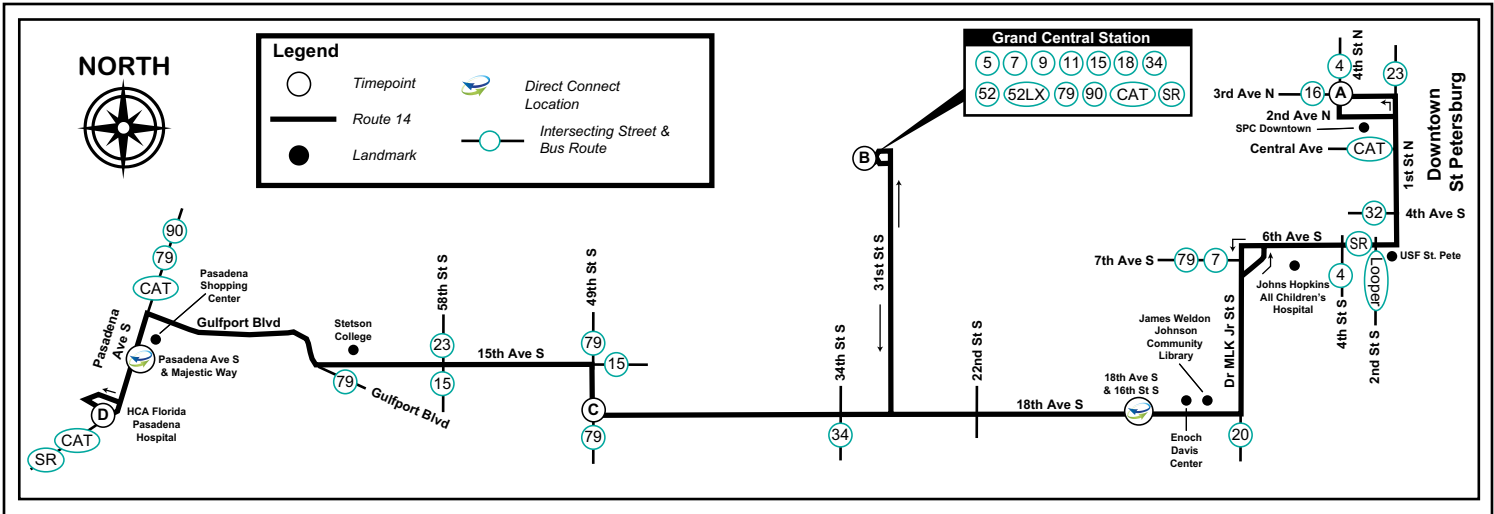 NORTH
Legend
Timepoint
Route 14
Landmark
Direct Connect
Location
Intersecting Street &
Bus Route
Grand Central Station
5 7 9 11 15 18 34
52 52LX 79 90 CAT SR
4
4th St N
23
3rd Ave N
16
A
2nd Ave N
SPC Downtown
Central Ave
CAT
1st St N
Downtown
St Petersburg
32
4th Ave S
6th Ave S
SR
USF St. Pete
7th Ave S
79
7
Johns Hopkins
All Children's
Hospital
4
4th St S
Looper
2nd St S
B
31st St S
90
79
CAT
Pasadena
Shopping
Center
Pasadena
Ave S
Gulfport Blvd
Pasadena Ave S
& Majestic Way
D
HCA Florida
Pasadena
Hospital
CAT
SR
Stetson
College
79
Gulfport Blvd
58th St S
23
15
15th Ave S
49th St S
79
15
C
79
34th St S
34
22nd St S
18th Ave S
18th Ave S
& 16th St S
James Weldon
Johnson
Community
Library
Enoch
Davis
Center
Dr MLK Jr St S
20